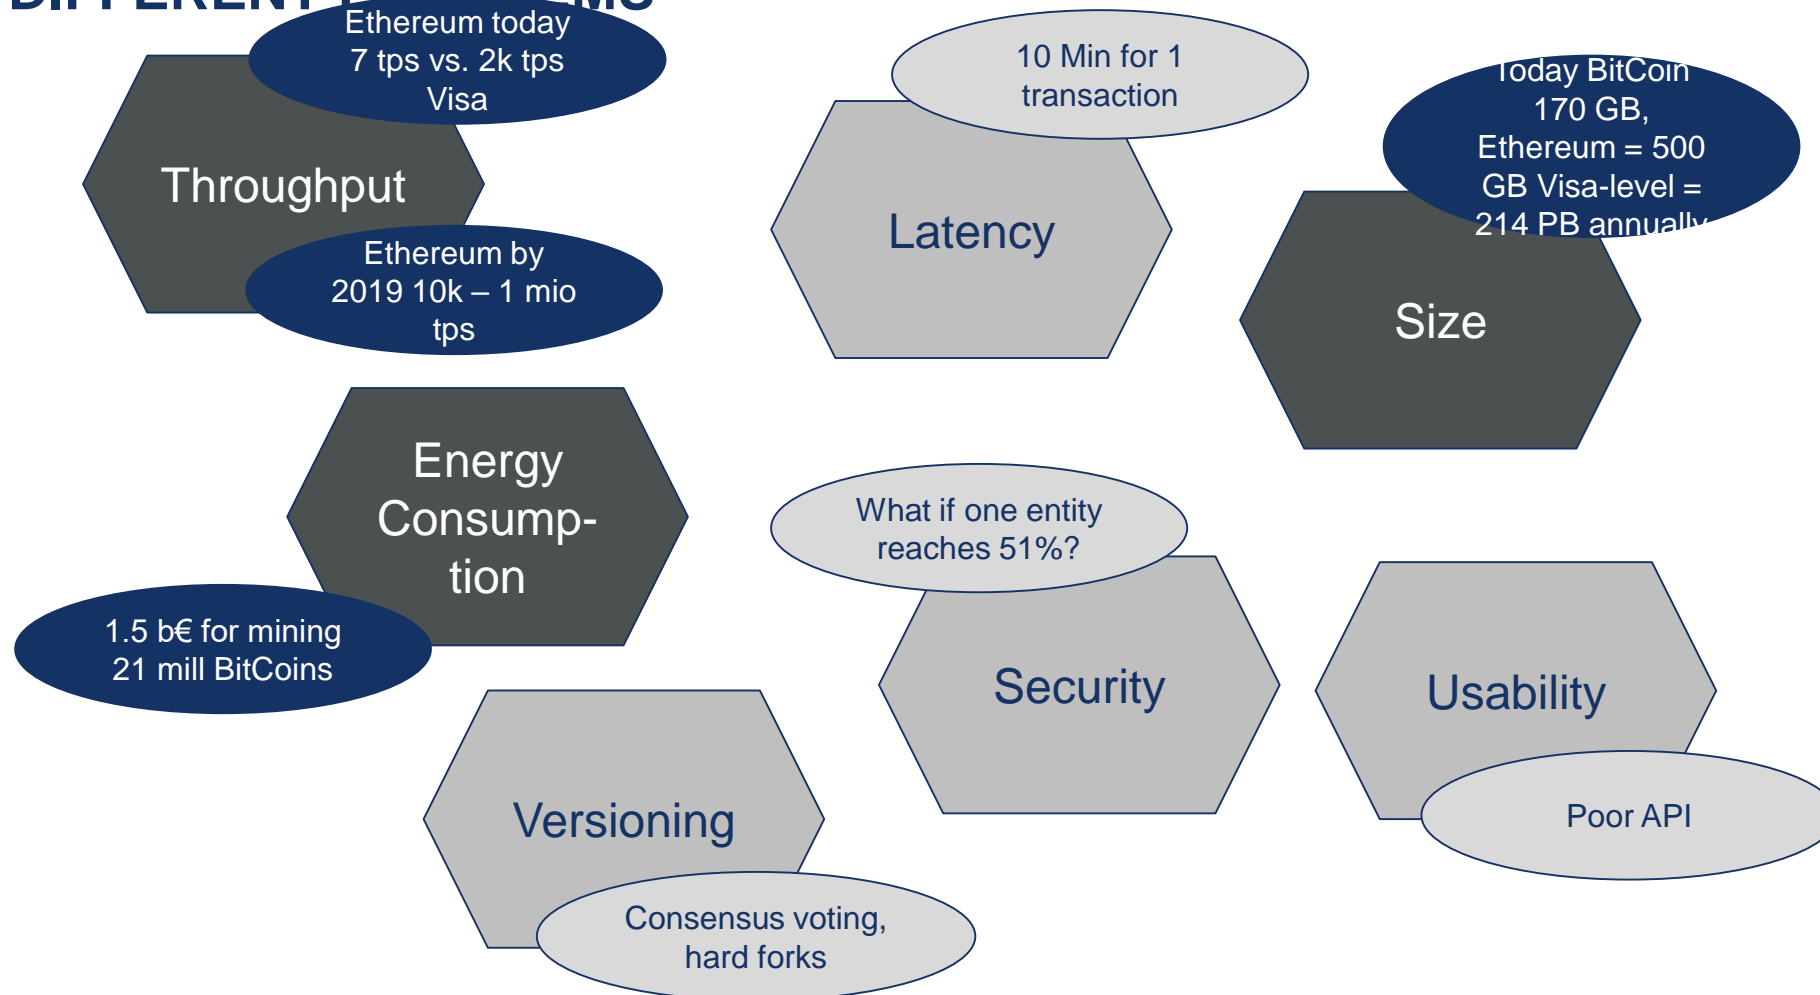 DIFFERENT
Ethereum today
7 tps vs. 2k tps
Visa
Throughput
Ethereum by
2019 10k – 1 mio
tps
10 Min for 1
transaction
Latency
Today BitCoin
170 GB,
Ethereum = 500
GB Visa-level =
214 PB annually
Size
Energy
Consump-
tion
1.5 b€ for mining
21 mill BitCoins
What if one entity
reaches 51%?
Security
Usability
Poor API
Versioning
Consensus voting,
hard forks